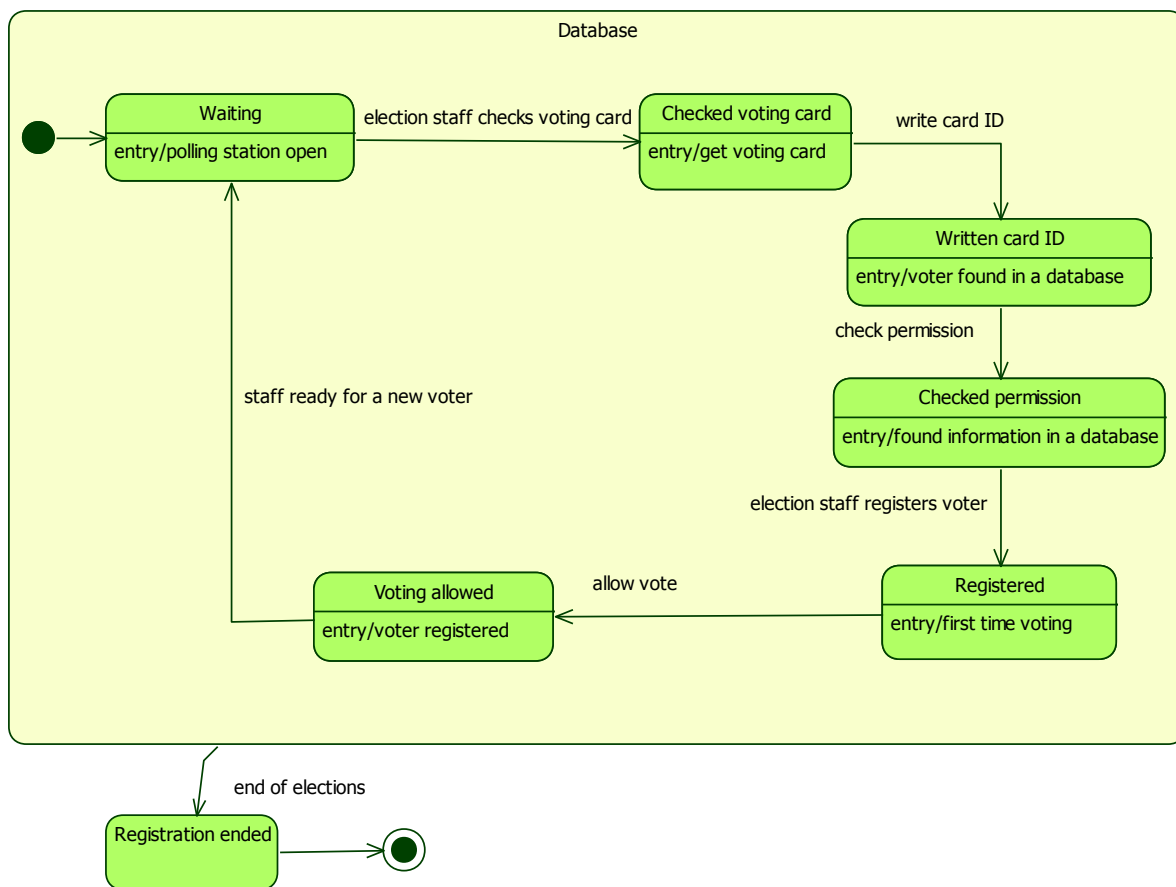 Database
Waiting
entry/polling station open
election staff checks voting card
Checked voting card
entry/get voting card
write card ID
Written card ID
entry/voter found in a database
check permission
Checked permission
entry/found information in a database
election staff registers voter
Registered
entry/first time voting
allow vote
Voting allowed
entry/voter registered
staff ready for a new voter
end of elections
Registration ended